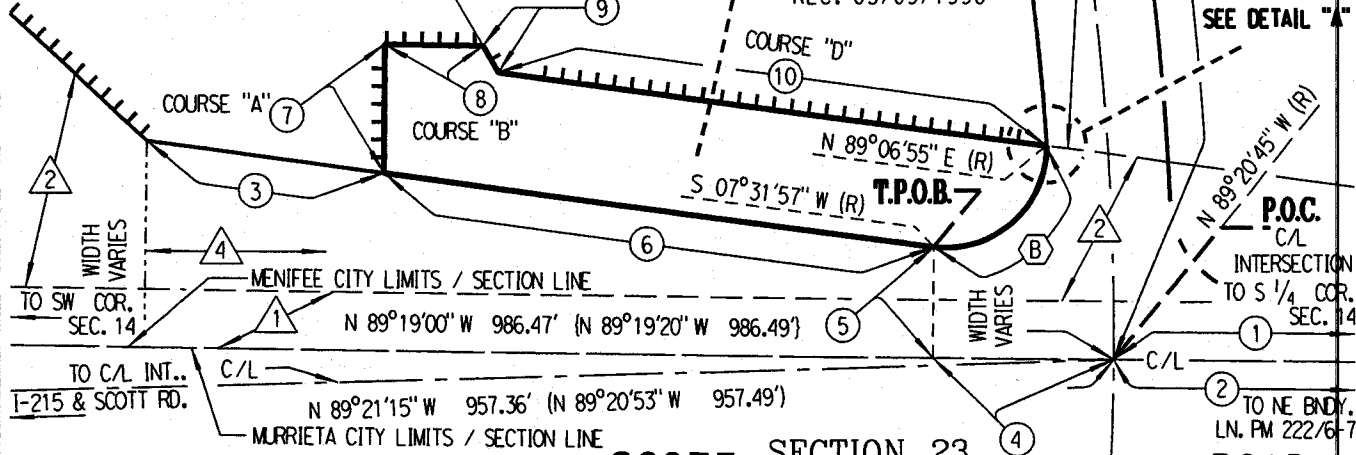 9
SEE DETAIL "A"
COURSE "D"
10
COURSE "A" 7
8
COURSE "B"
N 89°06'55" E (R)
N 89°20'45" W (R)
2
3
S 07°31'57" W (R)
T.P.O.B.
2
P.O.C.
C/L
INTERSECTION
WIDTH
VARIES
4
6
B
MENIFEE CITY LIMITS / SECTION LINE
TO SW COR.
SEC. 14
TO S 1/4 COR.
SEC. 14
1
N 89°19'00" W 986.47' (N 89°19'20" W 986.49')
5
WIDTH
VARIES
1
C/L
TO C/L INT..
I-215 & SCOTT RD.
C/L
N 89°21'15" W 957.36' (N 89°20'53" W 957.49')
2
TO NE BNDY.
LN. PM 222/6-7
MURRIETA CITY LIMITS / SECTION LINE
4
SECTION 23